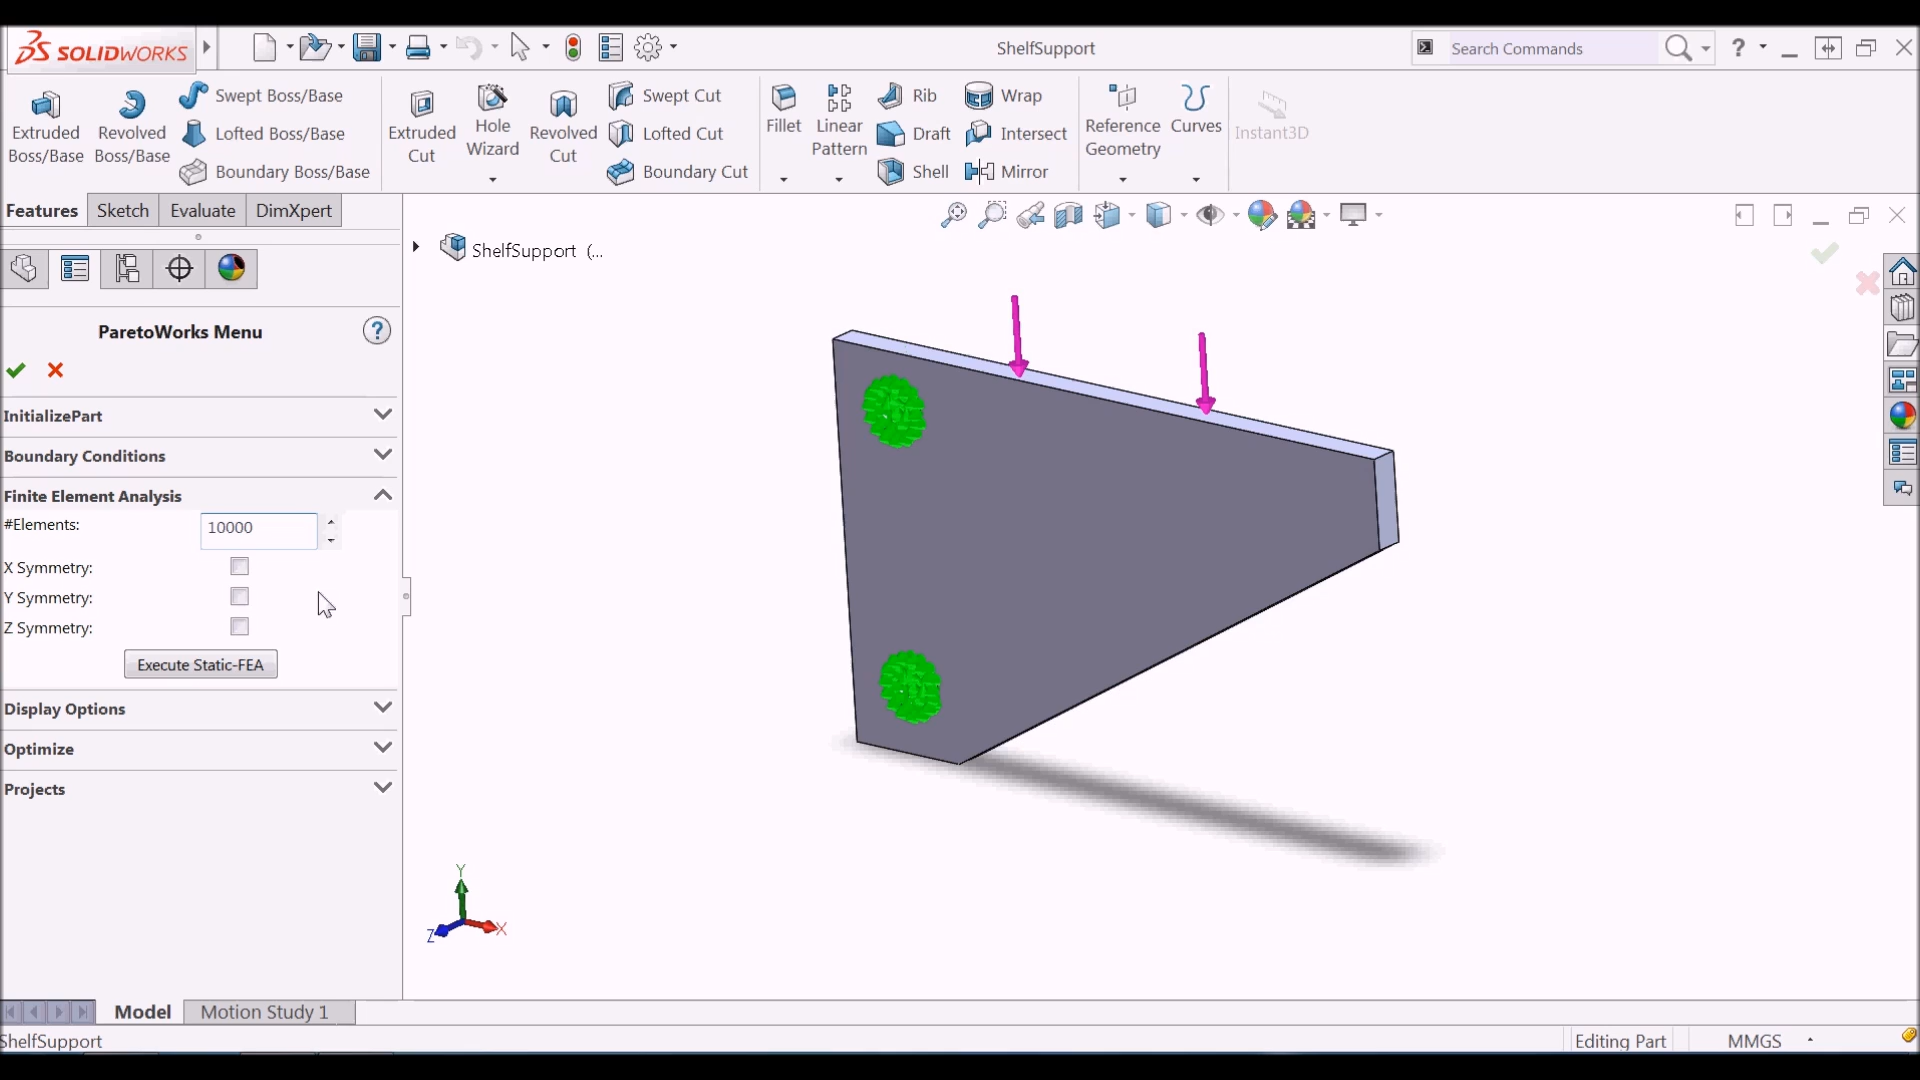 SOLIDWORKS
ShelfSupport
Search Commands
?
Extruded Boss/Base
Revolved Boss/Base
Swept Boss/Base
Lofted Boss/Base
Boundary Boss/Base
Extruded Cut
Hole Wizard
Revolved Cut
Swept Cut
Lofted Cut
Boundary Cut
Fillet
Linear Pattern
Rib
Draft
Shell
Wrap
Intersect
Mirror
Reference Geometry
Curves
Instant3D
Features
Sketch
Evaluate
DimXpert
ShelfSupport (...
ParetoWorks Menu
?
InitializePart
Boundary Conditions
Finite Element Analysis
#Elements:
10000
X Symmetry:
Y Symmetry:
Z Symmetry:
Execute Static-FEA
Display Options
Optimize
Projects
Y
Z
X
Model
Motion Study 1
ShelfSupport
Editing Part
MMGS